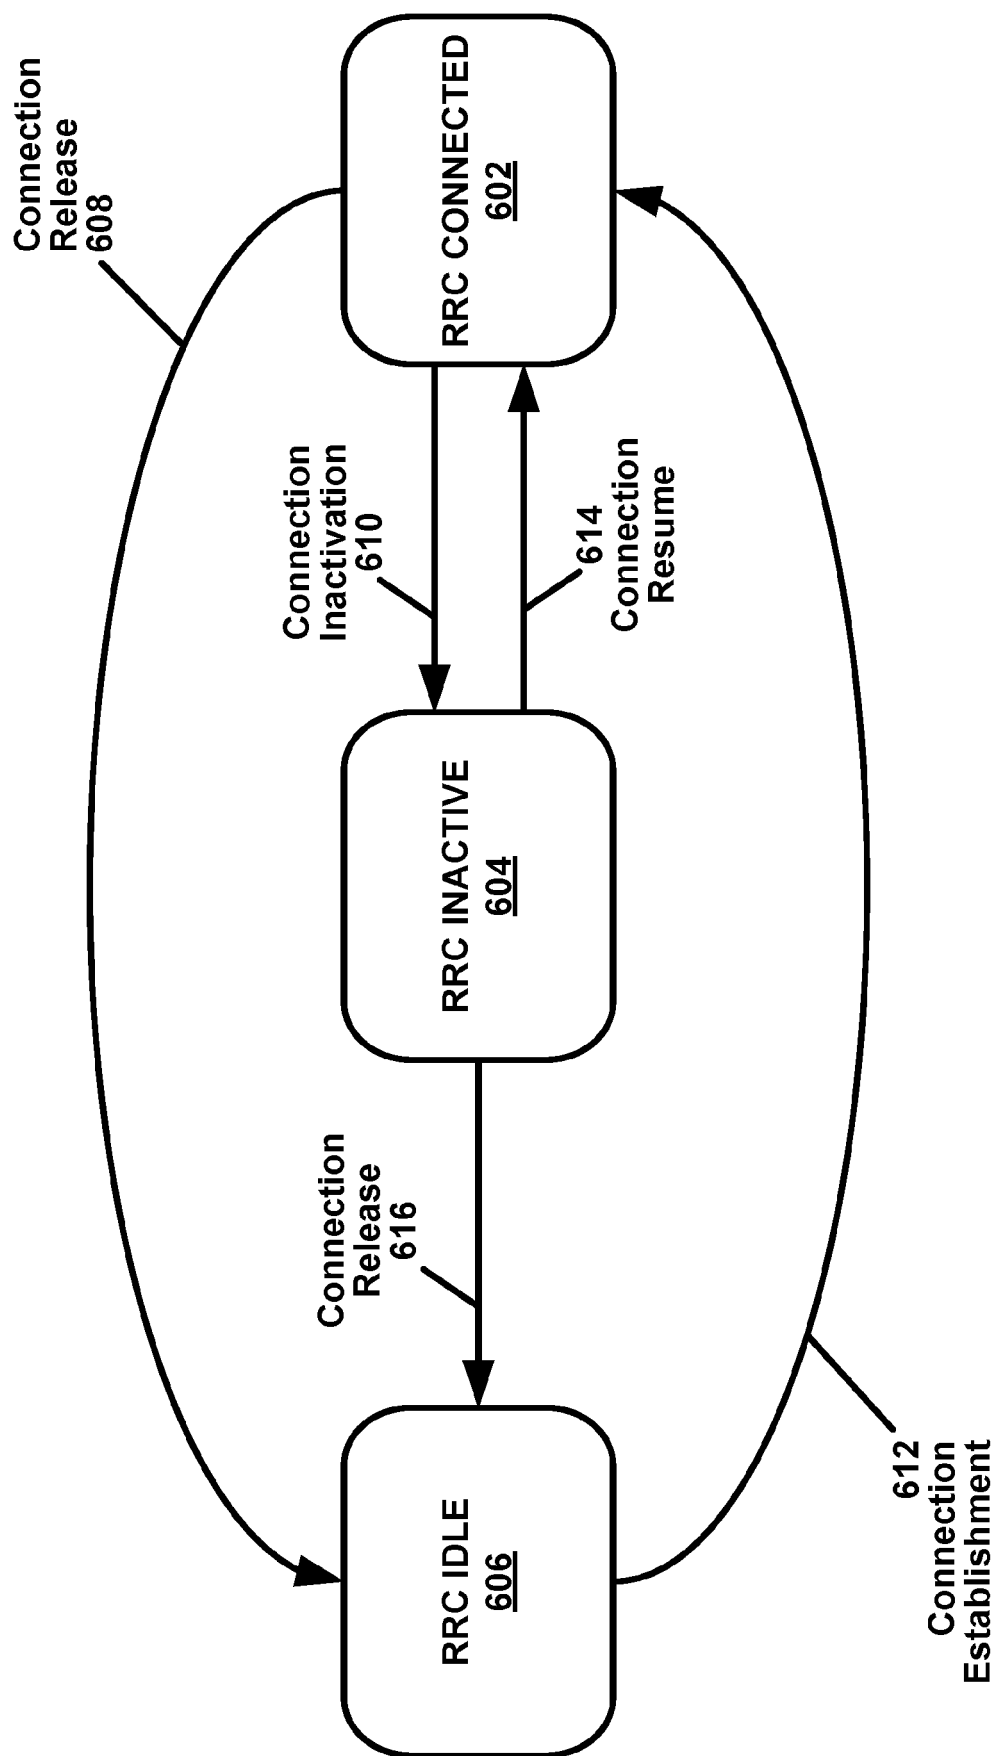 Connection
Release
608
RRC IDLE
606
Connection
Release
616
RRC INACTIVE
604
Connection
Inactivation
610
614
Connection
Resume
RRC CONNECTED
602
612
Connection
Establishment